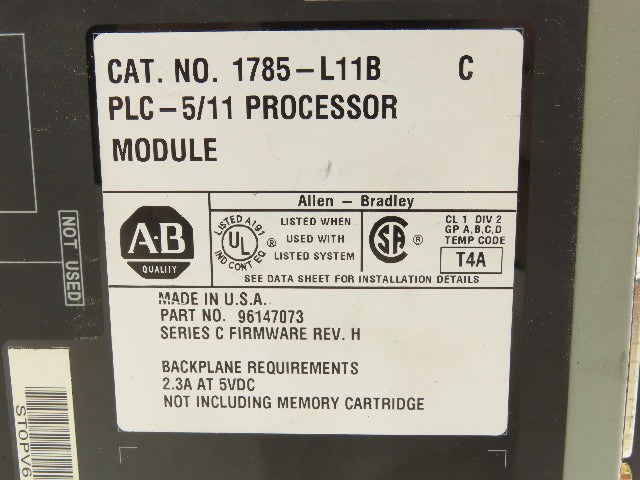 CAT. NO. 1785-L11B C
PLC-5/11 PROCESSOR
MODULE
Allen - Bradley
AB
QUALITY
LISTED A191
UL
IND CONT EQ
®
LISTED WHEN
USED WITH
LISTED SYSTEM
SA
®
CL 1 DIV 2
GP A,B,C,D
TEMP CODE
T4A
SEE DATA SHEET FOR INSTALLATION DETAILS
MADE IN U.S.A.
PART NO. 96147073
SERIES C FIRMWARE REV. H
BACKPLANE REQUIREMENTS
2.3A AT 5VDC
NOT INCLUDING MEMORY CARTRIDGE
NOT USED